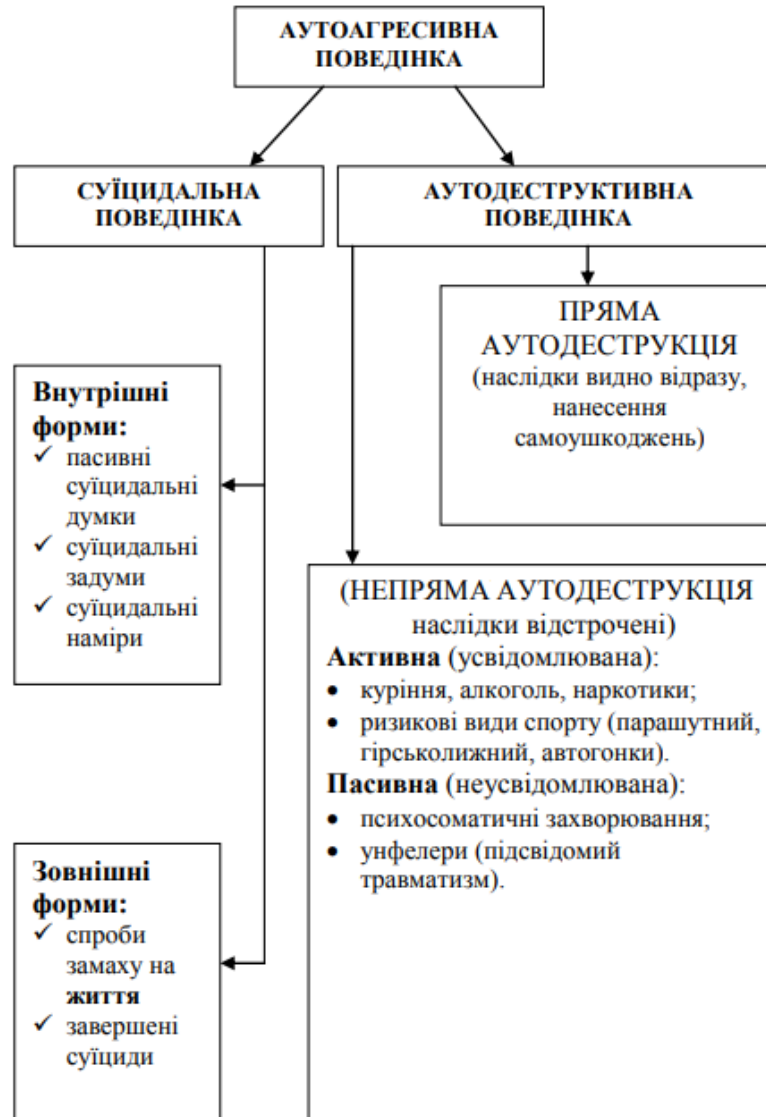 АУТОАГРЕСИВНА
ПОВЕДІНКА
СУЇЦИДАЛЬНА
ПОВЕДІНКА
АУТОДЕСТРУКТИВНА
ПОВЕДІНКА
ПРЯМА
АУТОДЕСТРУКЦІЯ
(наслідки видно відразу,
нанесення
самоушкоджень)
Внутрішні
форми:
✓ пасивні
суїцидальні
думки
✓ суїцидальні
задуми
✓ суїцидальні
наміри
(НЕПРЯМА АУТОДЕСТРУКЦІЯ
наслідки відстрочені)
Активна (усвідомлювана):
• куріння, алкоголь, наркотики;
• ризикові види спорту (парашутний,
гірськолижний, автогонки).
Пасивна (неусвідомлювана):
• психосоматичні захворювання;
• унфелери (підсвідомий
травматизм).
Зовнішні
форми:
✓ спроби
замаху на
життя
✓ завершені
суїциди